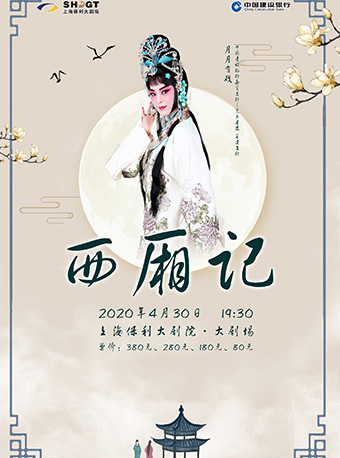 SHPGT
上海保利大剧院
中国建设银行
China Construction Bank
月月有戏
西厢记
2020年4月30日 19:30
上海保利大剧院·大剧场
票价：380元、280元、180元、80元